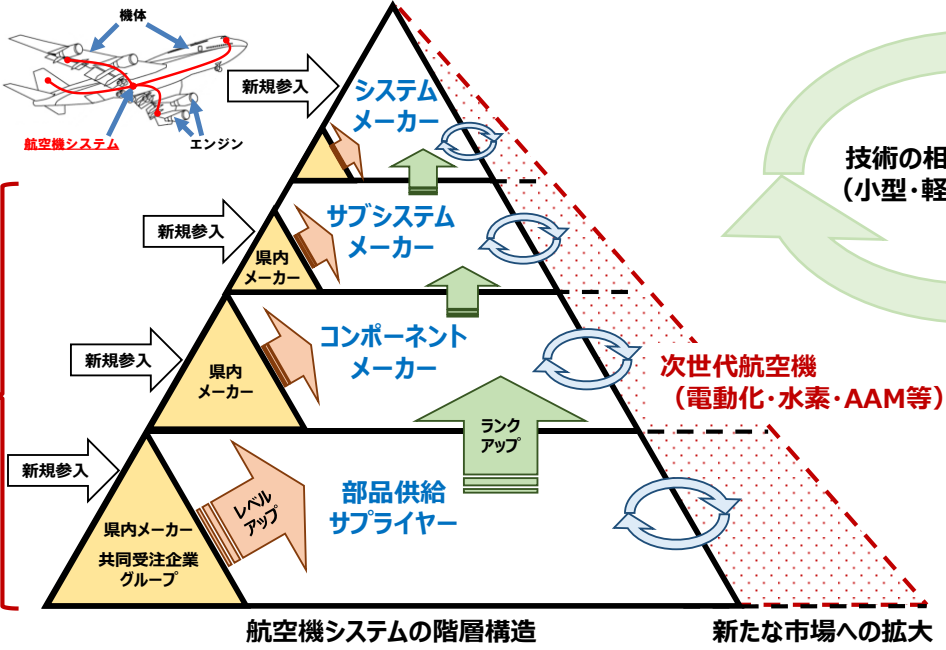 機体
航空機システム
エンジン
新規参入
システム
メーカー
新規参入
サブシステム
メーカー
県内
メーカー
新規参入
コンポーネント
メーカー
県内
メーカー
新規参入
ランク
アップ
レベル
アップ
部品供給
サプライヤー
県内メーカー
共同受注企業
グループ
技術の相
(小型・軽
次世代航空機
(電動化・水素・AAM等)
航空機システムの階層構造
新たな市場への拡大